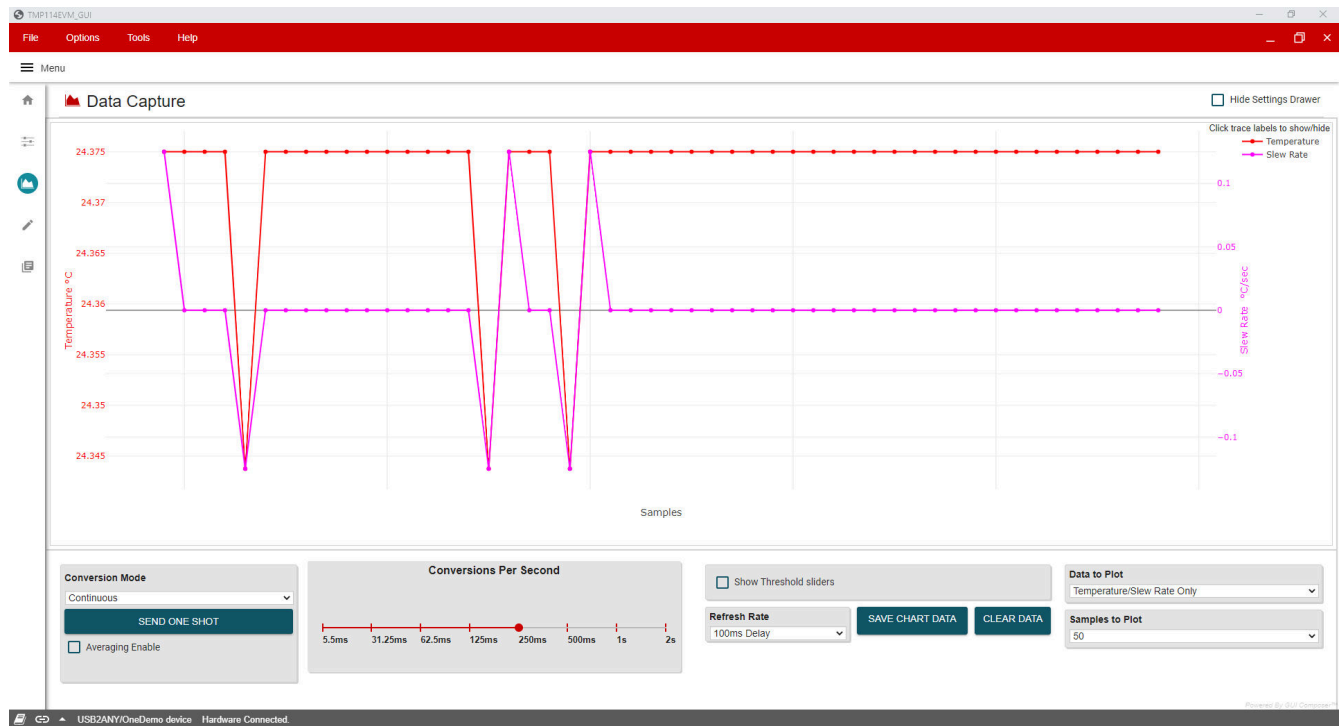 TMP114EVM_GUI
File Options Tools Help
Menu
Data Capture
Hide Settings Drawer
Click trace labels to show/hide
Temperature
Slew Rate
24.375
24.37
24.365
24.36
24.355
24.35
24.345
Temperature °C
0.1
0.05
0
−0.05
−0.1
Slew Rate °C/sec
Samples
Conversion Mode
Continuous
SEND ONE SHOT
Averaging Enable
Conversions Per Second
5.5ms 31.25ms 62.5ms 125ms 250ms 500ms 1s 2s
Show Threshold sliders
Refresh Rate
100ms Delay
SAVE CHART DATA
CLEAR DATA
Data to Plot
Temperature/Slew Rate Only
Samples to Plot
50
Powered By GUI Composer™
USB2ANY/OneDemo device Hardware Connected.